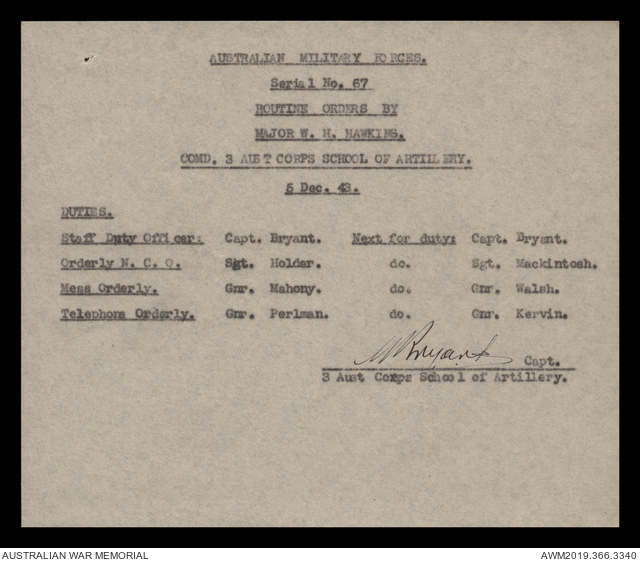 AUSTRALIAN MILITARY FORCES.
Serial No. 67
ROUTINE ORDERS BY
MAJOR W. H. HAWKINS.
COMD. 3 AUST CORPS SCHOOL OF ARTILLERY.
5 Dec. 43.
DUTIES.
Staff Duty Officer: Capt. Bryant. Next for duty: Capt. Bryant.
Orderly N. C. O. Sgt. Holder. do. Sgt. Mackintosh.
Mess Orderly. Gnr. Mahony. do. Gnr. Walsh.
Telephone Orderly. Gnr. Perlman. do. Gnr. Kervin.
Bryant Capt.
3 Aust Corps School of Artillery.
AUSTRALIAN WAR MEMORIAL AWM2019.366.3340